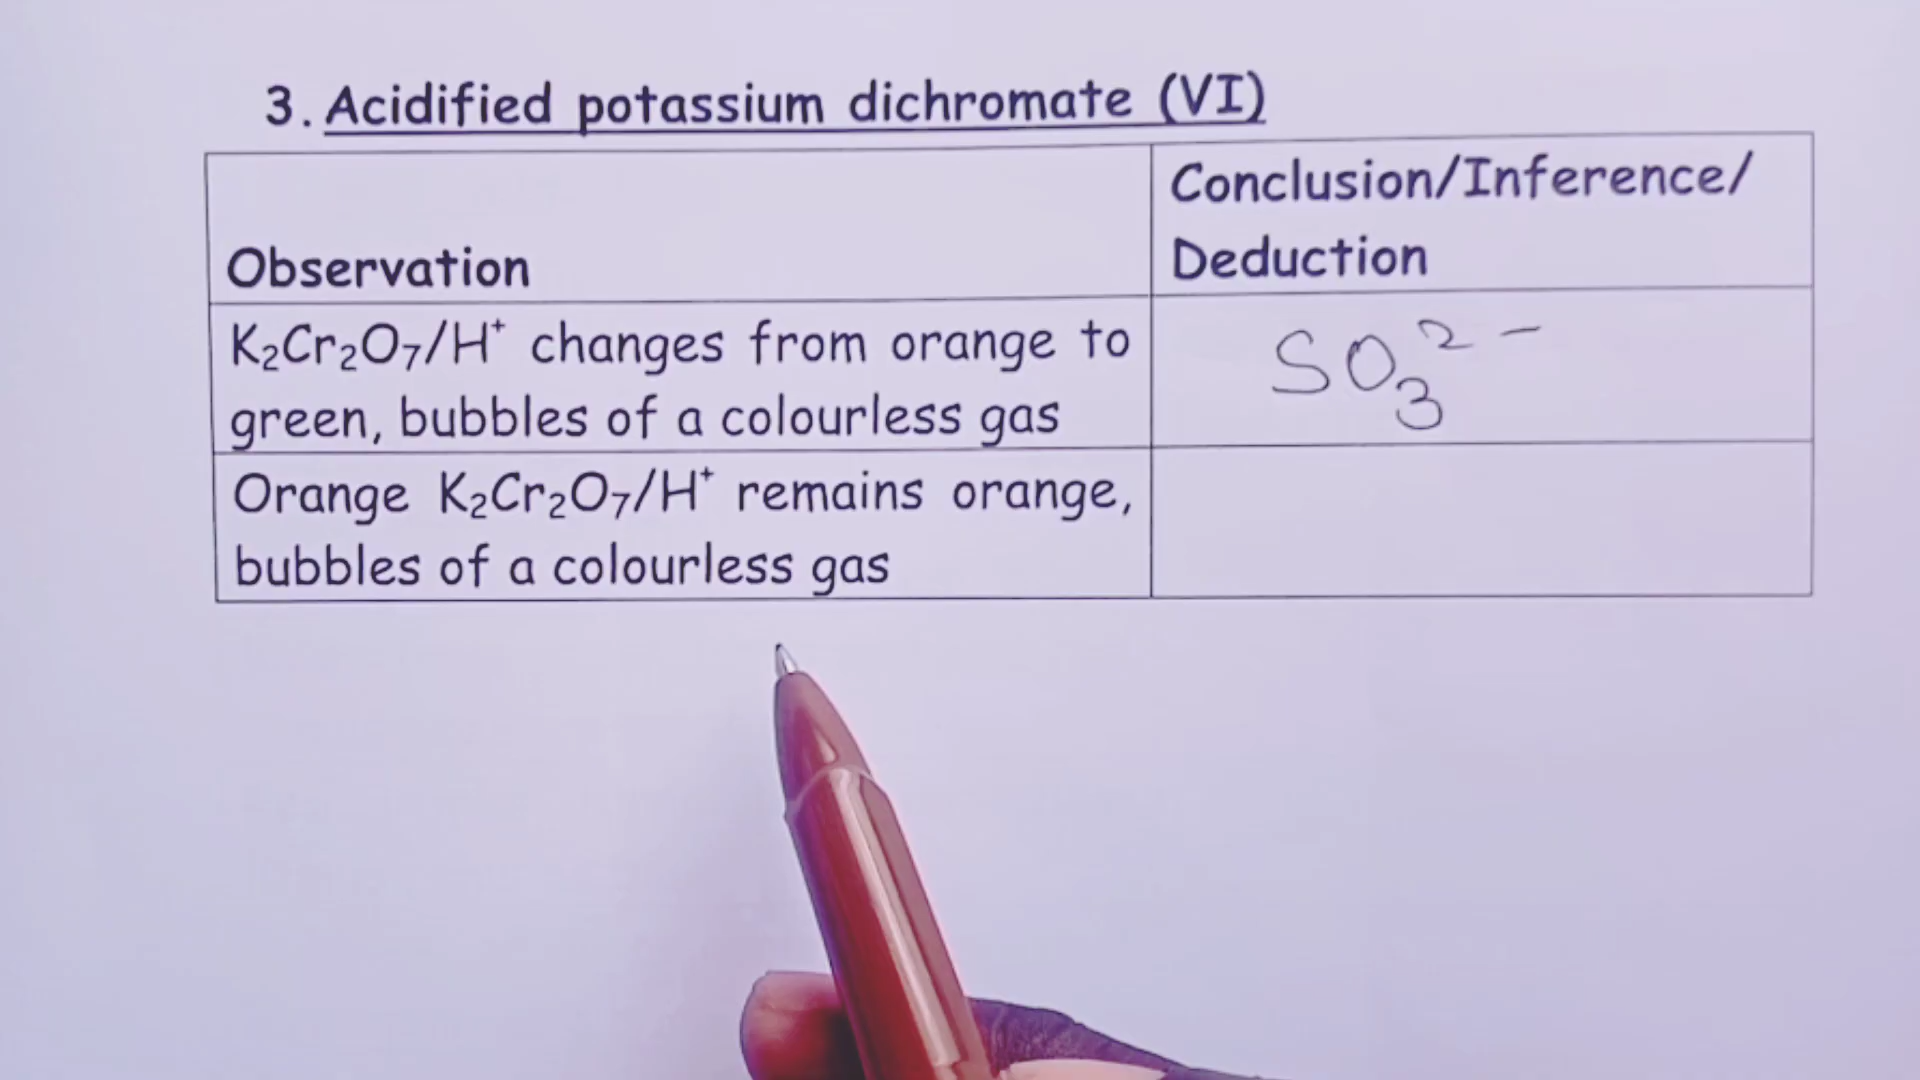 3. Acidified potassium dichromate (VI)
Conclusion/Inference/
Deduction
Observation
K₂Cr₂O₇/H⁺ changes from orange to
green, bubbles of a colourless gas
SO₃²⁻
Orange K₂Cr₂O₇/H⁺ remains orange,
bubbles of a colourless gas